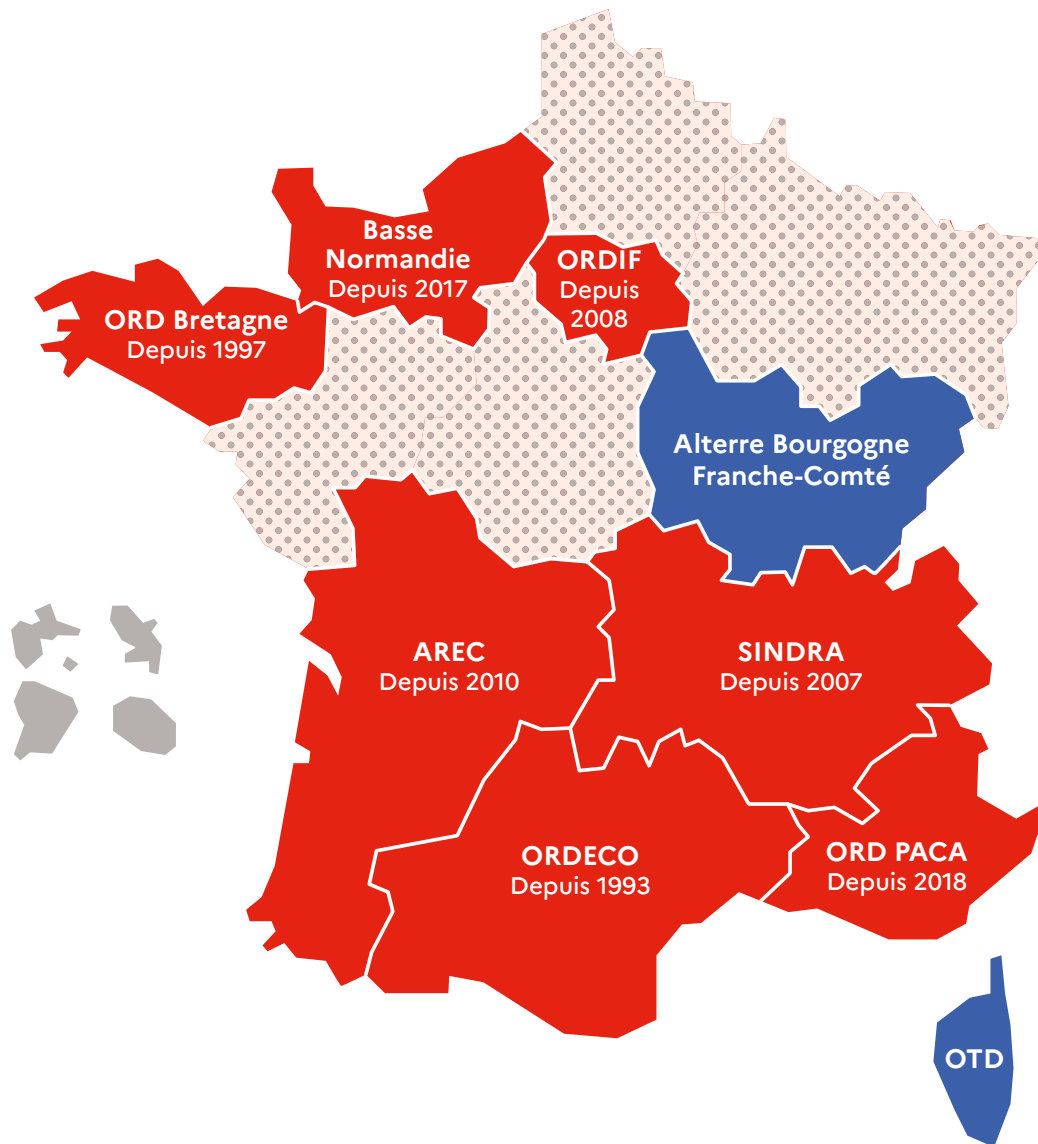 Basse
Normandie
Depuis 2017
ORDIF
Depuis
2008
ORD Bretagne
Depuis 1997
Alterre Bourgogne
Franche-Comté
AREC
Depuis 2010
SINDRA
Depuis 2007
ORDECO
Depuis 1993
ORD PACA
Depuis 2018
OTD